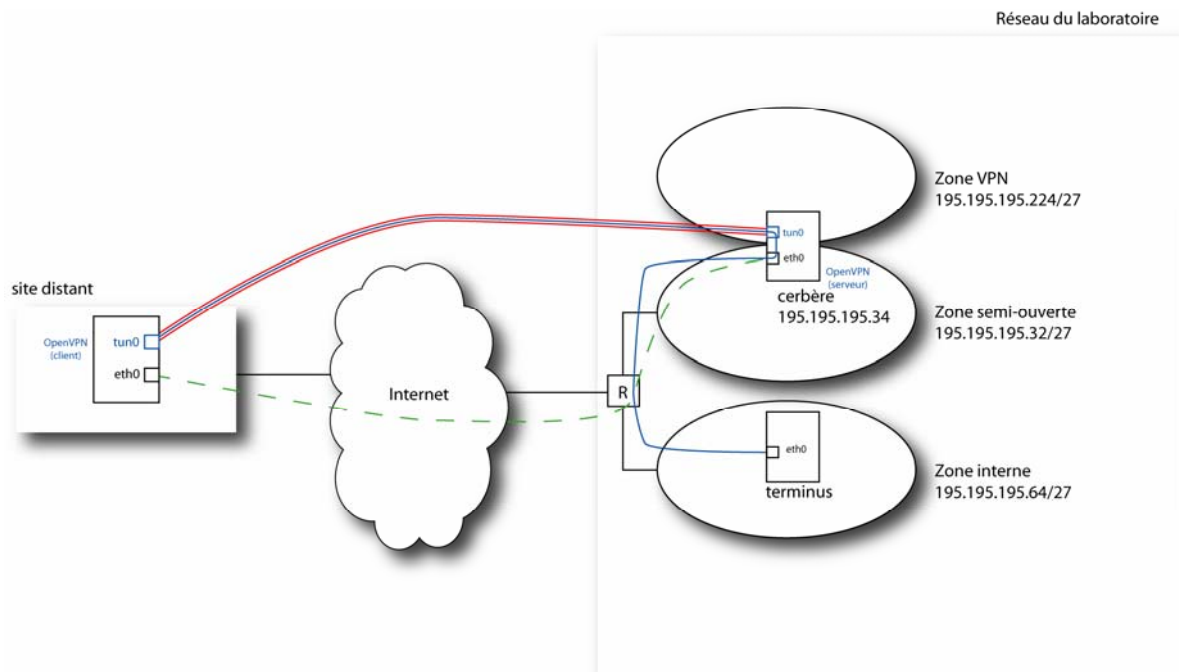 Réseau du laboratoire
Zone VPN
195.195.195.224/27
tun0
eth0
OpenVPN
(serveur)
cerbère
195.195.195.34
Zone semi-ouverte
195.195.195.32/27
site distant
OpenVPN
(client)
tun0
eth0
Internet
R
eth0
terminus
Zone interne
195.195.195.64/27